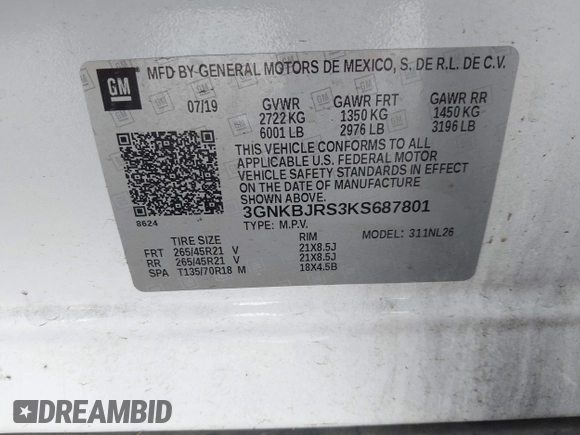 GM
MFD BY-GENERAL MOTORS DE MEXICO, S. DE R.L. DE C.V.
07/19 GVWR GAWR FRT GAWR RR
2722 KG 1350 KG 1450 KG
6001 LB 2976 LB 3196 LB
THIS VEHICLE CONFORMS TO ALL
APPLICABLE U.S. FEDERAL MOTOR
VEHICLE SAFETY STANDARDS IN EFFECT
ON THE DATE OF MANUFACTURE
SHOWN ABOVE.
3GNKBJRS3KS687801
8624
TYPE: M.P.V. MODEL: 311NL26
TIRE SIZE RIM
FRT 265/45R21 V 21X8.5J
RR 265/45R21 V 21X8.5J
SPA T135/70R18 M 18X4.5B
DREAMBID